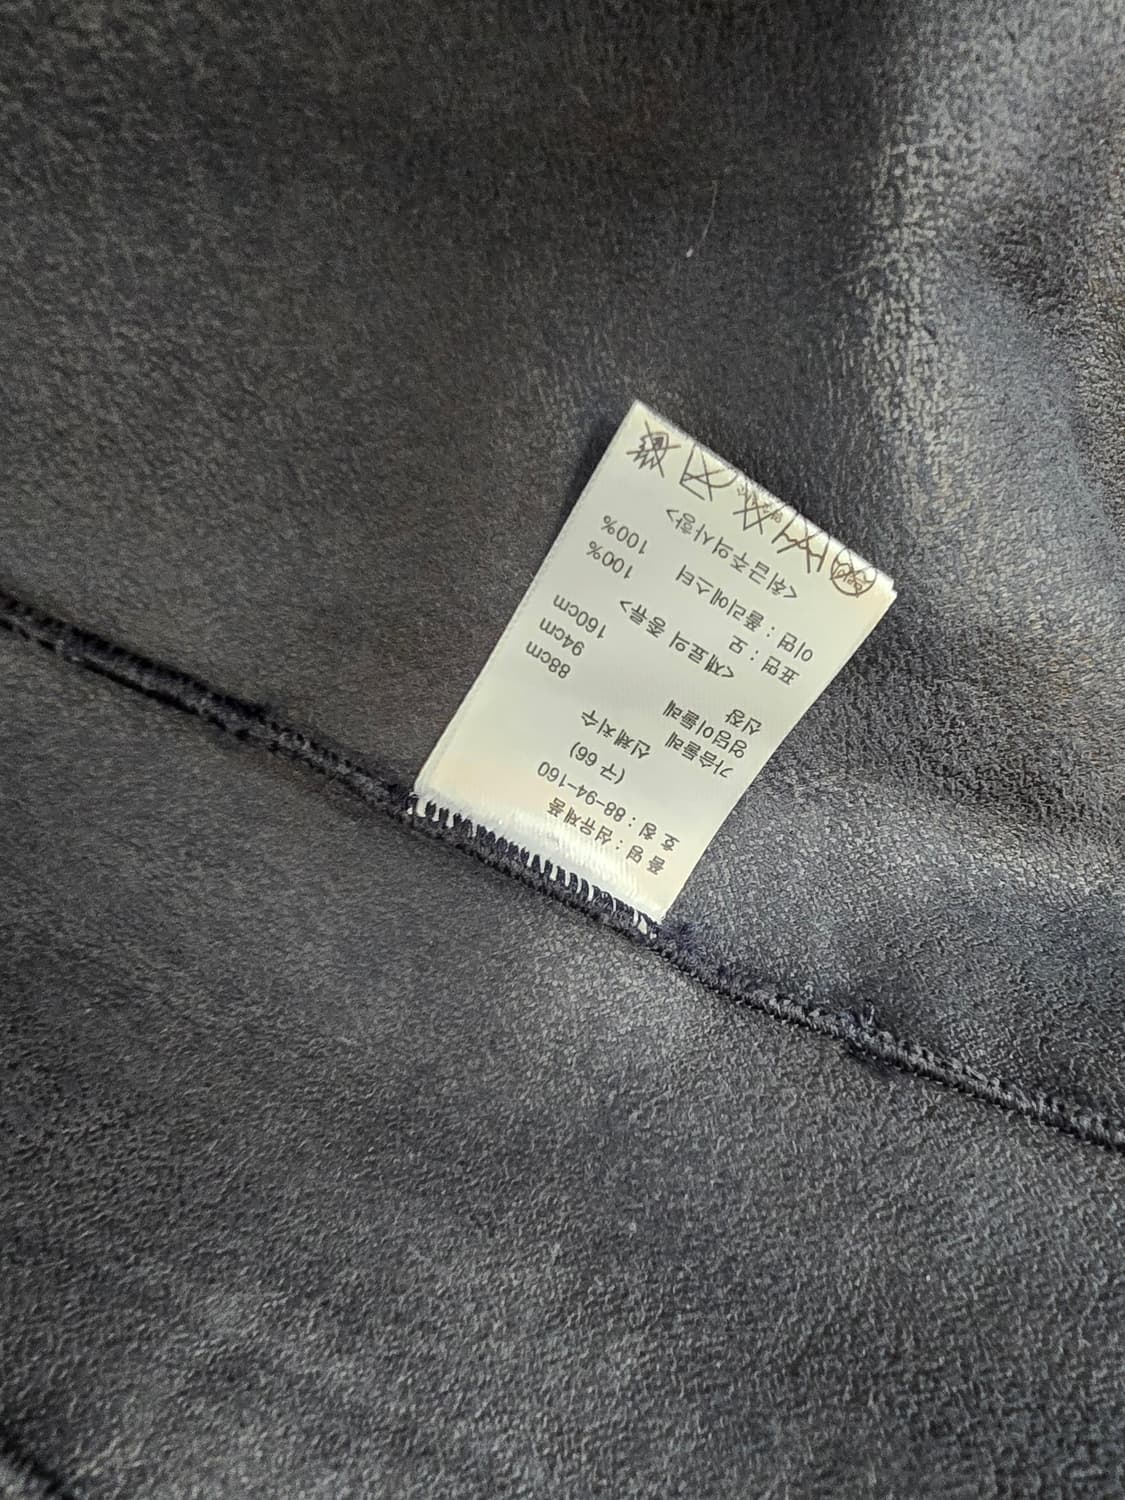 품 명 : 섬유제품
호 칭 : 88-94-160
(구 66)
신체치수
가슴둘레 88cm
엉덩이둘레 94cm
신장 160cm
<재료의 종류>
표면 : 모 100%
이면 : 폴리에스터 100%
<취급주의사항>